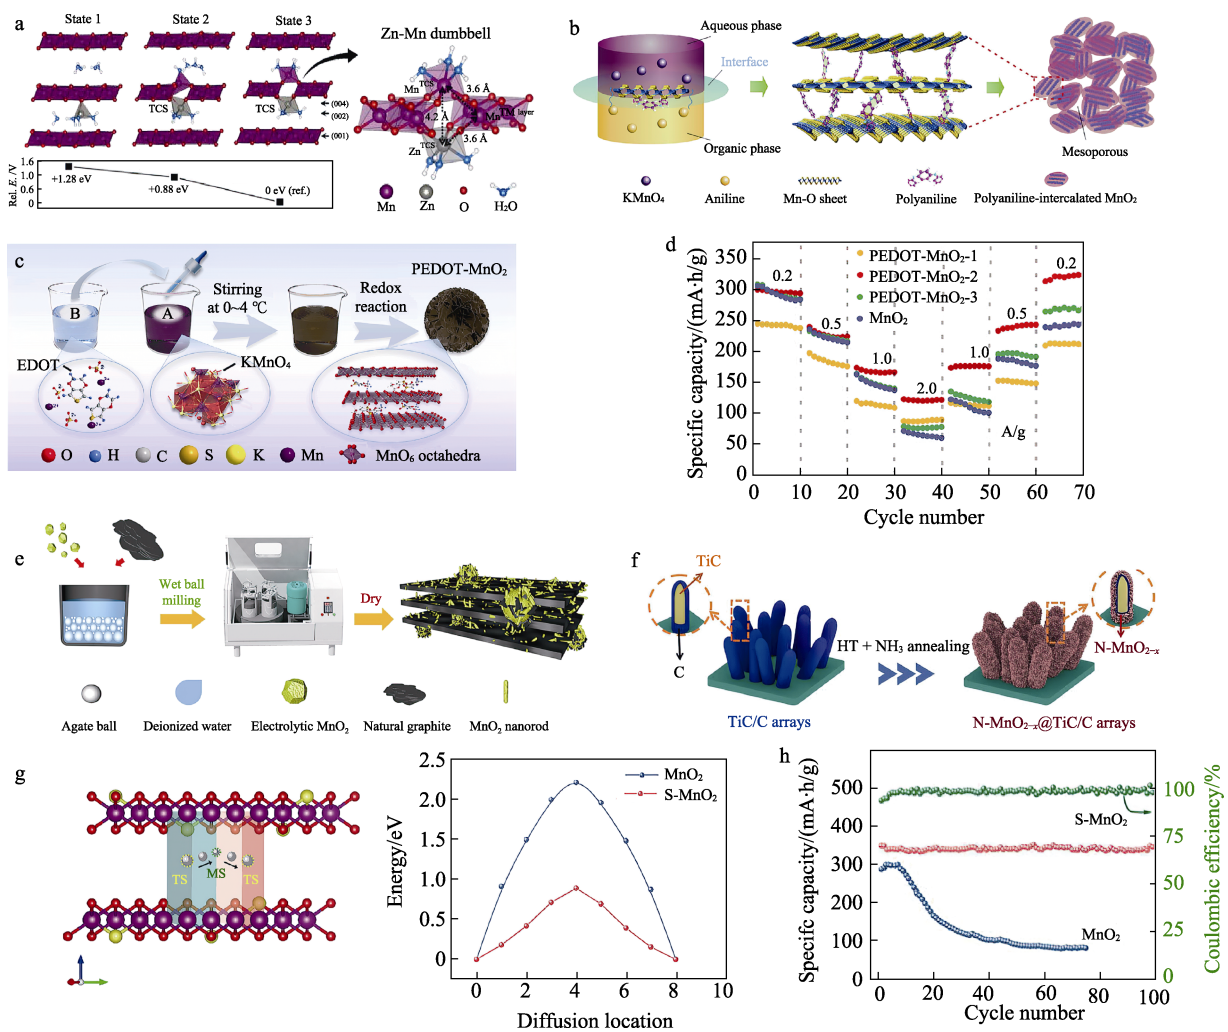 a
State 1
State 2
State 3
TCS
TCS
(004)
(002)
(001)
Rel. E. /V
1.6
1.2
0.8
0.4
0
+1.28 eV
+0.88 eV
0 eV (ref.)
Zn-Mn dumbbell
Mn
TCS
3.6 Å
4.2 Å
Mn
TM layer
TCS
3.6 Å
Zn
Mn
Zn
O
H₂O
b
Aqueous phase
Interface
Organic phase
Mesoporous
KMnO₄
Aniline
Mn-O sheet
Polyaniline
Polyaniline-intercalated MnO₂
c
B
A
Stirring
at 0~4 ℃
Redox
reaction
PEDOT-MnO₂
EDOT
KMnO₄
O
H
C
S
K
Mn
MnO₆ octahedra
d
Specific capacity/(mA·h/g)
350
300
250
200
150
100
50
0
0.2
0.5
1.0
2.0
1.0
0.5
0.2
PEDOT-MnO₂-1
PEDOT-MnO₂-2
PEDOT-MnO₂-3
MnO₂
A/g
0 10 20 30 40 50 60 70
Cycle number
e
Wet ball
milling
Dry
Agate ball
Deionized water
Electrolytic MnO₂
Natural graphite
MnO₂ nanorod
f
TiC
C
HT + NH₃ annealing
N-MnO₂₋ₓ
TiC/C arrays
N-MnO₂₋ₓ@TiC/C arrays
g
TS
MS
TS
Energy/eV
2.5
2.0
1.5
1.0
0.5
0
MnO₂
S-MnO₂
0 2 4 6 8 10
Diffusion location
h
Specifc capacity/(mA·h/g)
500
400
300
200
100
0
S-MnO₂
MnO₂
100
75
50
25
0
Coulombic efficiency/%
0 20 40 60 80 100
Cycle number